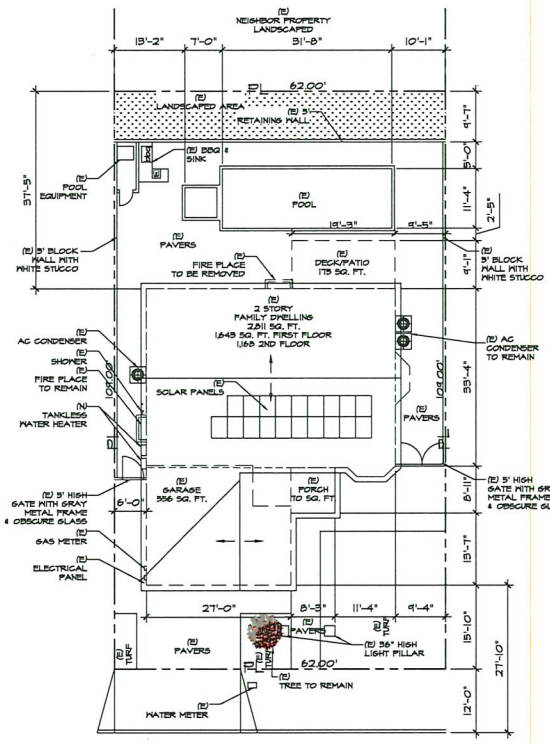 (E)
NEIGHBOR PROPERTY
LANDSCAPED
13'-2"
7'-0"
31'-8"
10'-1"
PL
62.00'
(E)
LANDSCAPED AREA
(E) 3'
RETAINING WALL
9'-7"
5'-0"
37'-5"
(E)
POOL
EQUIPMENT
BBQ
(E) BBQ &
SINK
(E)
POOL
11'-4"
2'-5"
19'-3"
9'-5"
(E)
PAVERS
(E) 3' BLOCK
WALL WITH
WHITE STUCCO
(E)
FIRE PLACE
TO BE REMOVED
(E)
DECK/PATIO
173 SQ. FT.
9'-1"
(E)
3' BLOCK
WALL WITH
WHITE STUCCO
(E)
2 STORY
FAMILY DWELLING
2,811 SQ. FT.
1,643 SQ. FT. FIRST FLOOR
1,168 2ND FLOOR
(E)
AC CONDENSER
(E)
SHOWER
(E)
FIRE PLACE
TO REMAIN
(N)
TANKLESS
WATER HEATER
109.00'
PL
(E)
SOLAR PANELS
(E) AC
CONDENSER
TO REMAIN
33'-4"
109.00'
(E)
PAVERS
PL
(E) 5' HIGH
GATE WITH GRAY
METAL FRAME
& OBSCURE GLASS
6'-0"
(E)
GARAGE
556 SQ. FT.
(E)
PORCH
70 SQ. FT.
8'-11"
(E) 5' HIGH
GATE WITH
METAL FRAME
& OBSCURE
(E)
GAS METER
(E)
ELECTRICAL
PANEL
13'-7"
27'-0"
8'-3"
11'-4"
9'-4"
(E)
TURF
(E)
PAVERS
(E)
PAVERS
(E)
TURF
(E) 36" HIGH
LIGHT PILLAR
15'-10"
27'-10"
(E)
TURF
62.00'
(E)
TREE TO REMAIN
(E)
WATER METER
12'-0"